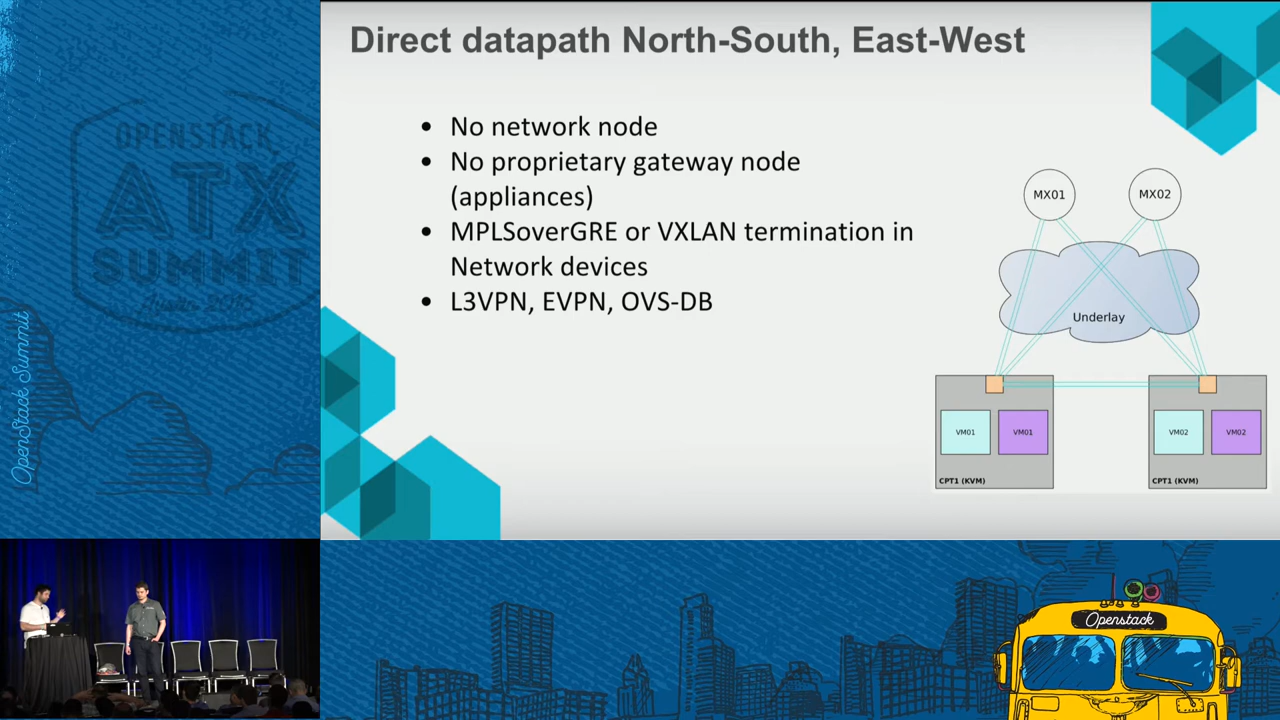 Direct datapath North-South, East-West
OPENSTACK
ATX
SUMMIT
OpenStack Summit
• No network node
• No proprietary gateway node
(appliances)
• MPLSoverGRE or VXLAN termination in
Network devices
• L3VPN, EVPN, OVS-DB
MX01
MX02
Underlay
VM01
VM01
CPT1 (KVM)
VM02
VM02
CPT1 (KVM)
Openstack